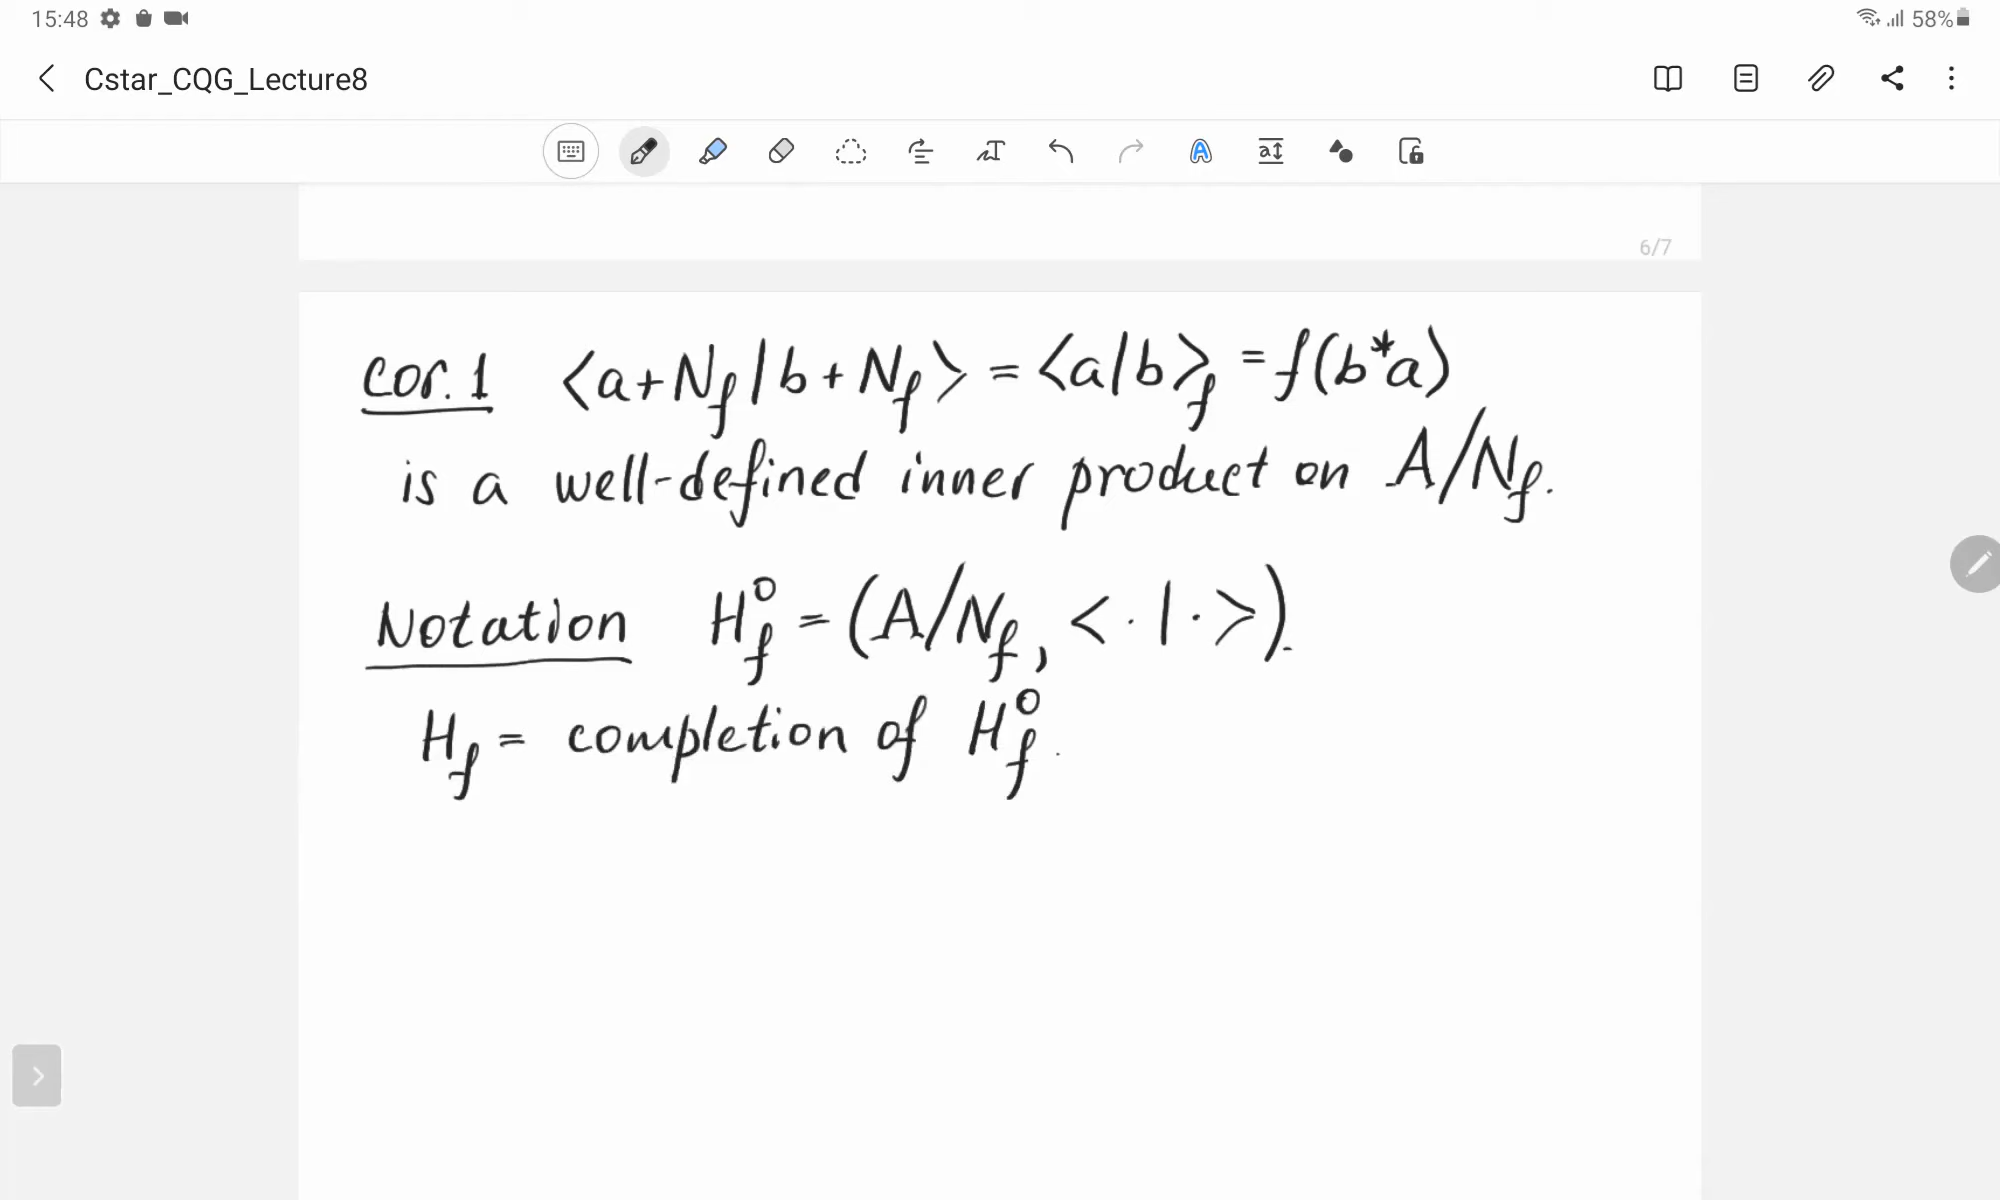 15:48
58%
Cstar_CQG_Lecture8
6/7
Cor. 1 ⟨a+N_f | b+N_f⟩ = ⟨a|b⟩_f = f(b*a)
is a well-defined inner product on A/N_f.
Notation H_f^0 = (A/N_f, <·|·>).
H_f = completion of H_f^0.